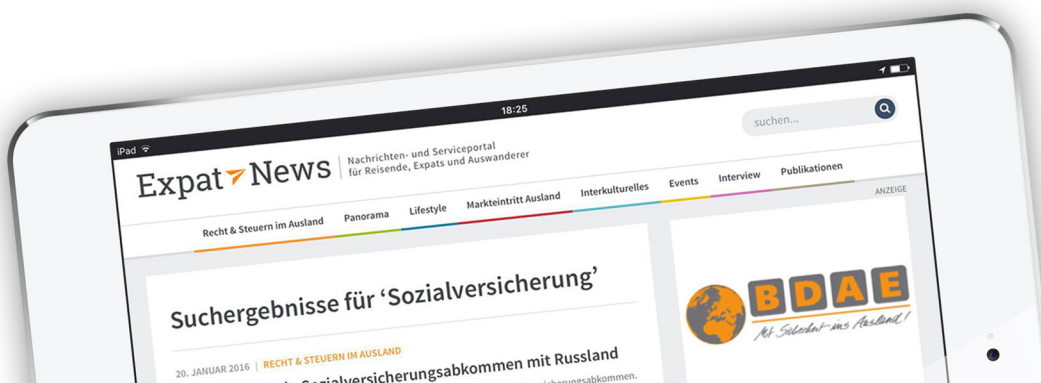 iPad
18:25
Expat News
Nachrichten- und Serviceportal
für Reisende, Expats und Auswanderer
suchen...
Recht & Steuern im Ausland Panorama Lifestyle Markteintritt Ausland Interkulturelles Events Interview Publikationen
ANZEIGE
Suchergebnisse für ‘Sozialversicherung’
BDAE
Mit Sicherheit ins Ausland!
20. JANUAR 2016 | RECHT & STEUERN IM AUSLAND
Sozialversicherungsabkommen mit Russland